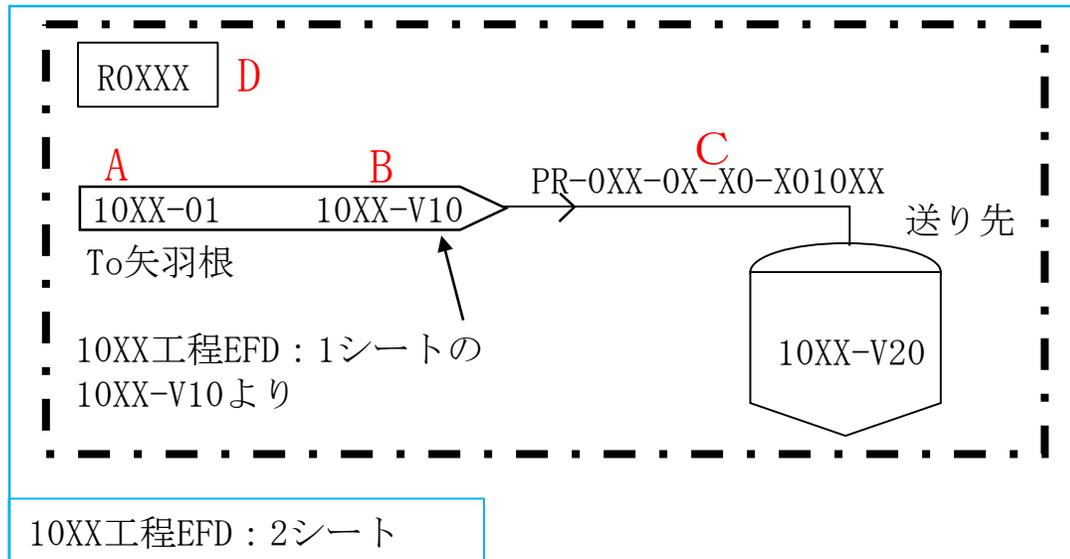 R0XXX
D
A
B
C
PR-0XX-0X-X0-X010XX
10XX-01
10XX-V10
送り先
To矢羽根
10XX工程EFD：1シートの
10XX-V10より
10XX-V20
10XX工程EFD：2シート